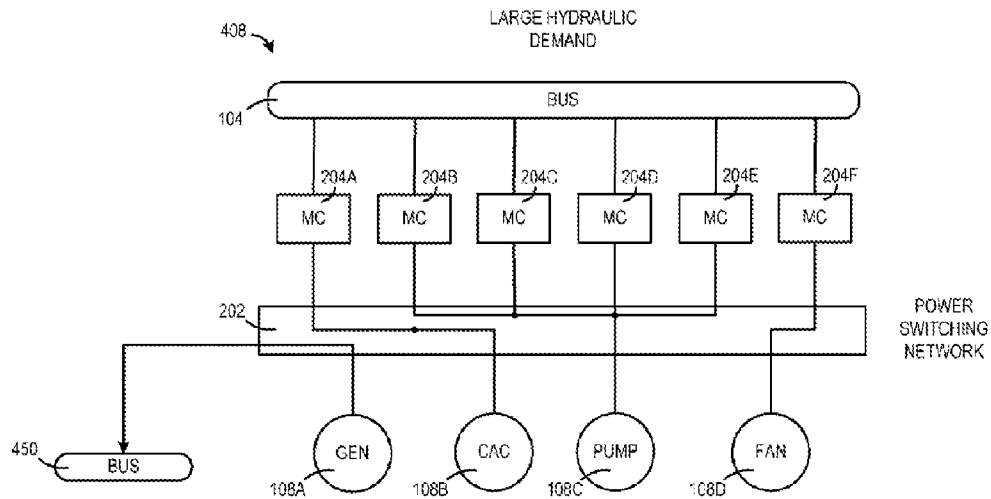 LARGE HYDRAULIC
DEMAND
408
BUS
104
204A
204B
204C
204D
204E
204F
MC
MC
MC
MC
MC
MC
202
POWER
SWITCHING
NETWORK
450
BUS
GEN
CAC
PUMP
FAN
108A
108B
108C
108D